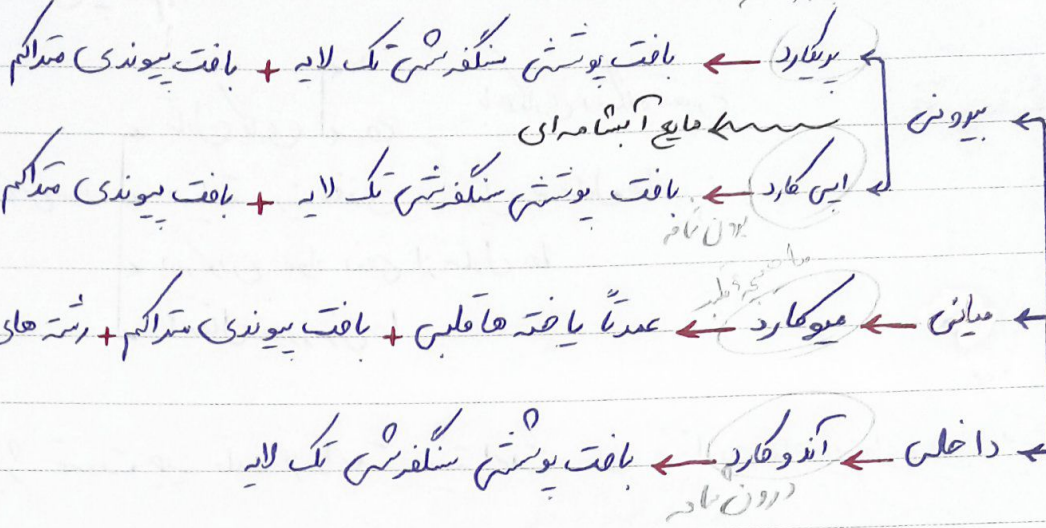 پریکارد ← بافت پوششی سنگفرشی تک لایه + بافت پیوندی متراکم
بیرونی
مایع آبشامه‌ای
اپی کارد ← بافت پوششی سنگفرشی تک لایه + بافت پیوندی متراکم
برون شامه
ماهیچه قلب
میانی ← میوکارد ← عمدتاً یاخته ها قلبی + بافت پیوندی متراکم + رشته های
داخلی ← آندوکارد ← بافت پوششی سنگفرشی تک لایه
درون شامه